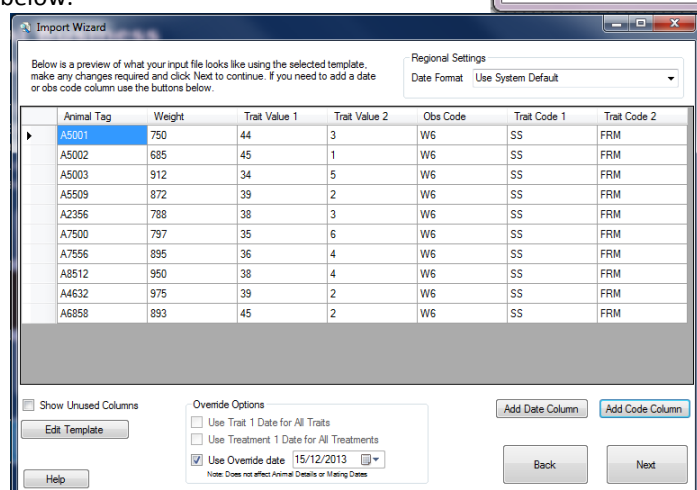 below.
Import Wizard
Below is a preview of what your input file looks like using the selected template,
make any changes required and click Next to continue. If you need to add a date
or obs code column use the buttons below.
Regional Settings
Date Format Use System Default
Animal Tag Weight Trait Value 1 Trait Value 2 Obs Code Trait Code 1 Trait Code 2
A5001 750 44 3 W6 SS FRM
A5002 685 45 1 W6 SS FRM
A5003 912 34 5 W6 SS FRM
A5509 872 39 2 W6 SS FRM
A2356 788 38 3 W6 SS FRM
A7500 797 35 6 W6 SS FRM
A7556 895 36 4 W6 SS FRM
A8512 950 38 4 W6 SS FRM
A4632 975 39 2 W6 SS FRM
A6858 893 45 2 W6 SS FRM
Show Unused Columns
Edit Template
Help
Override Options
Use Trait 1 Date for All Traits
Use Treatment 1 Date for All Treatments
Use Override date 15/12/2013
Note: Does not affect Animal Details or Mating Dates
Add Date Column Add Code Column
Back Next